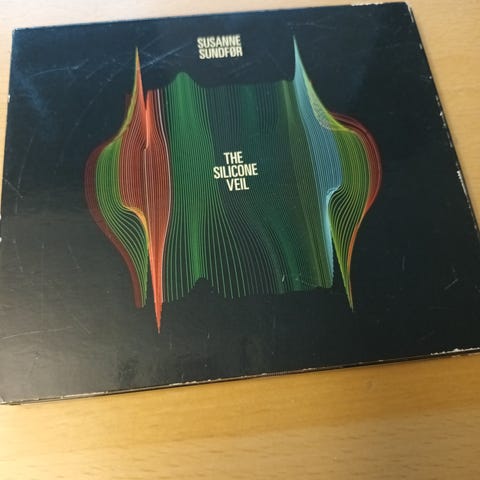 SUSANNE
SUNDFØR
THE
SILICONE
VEIL